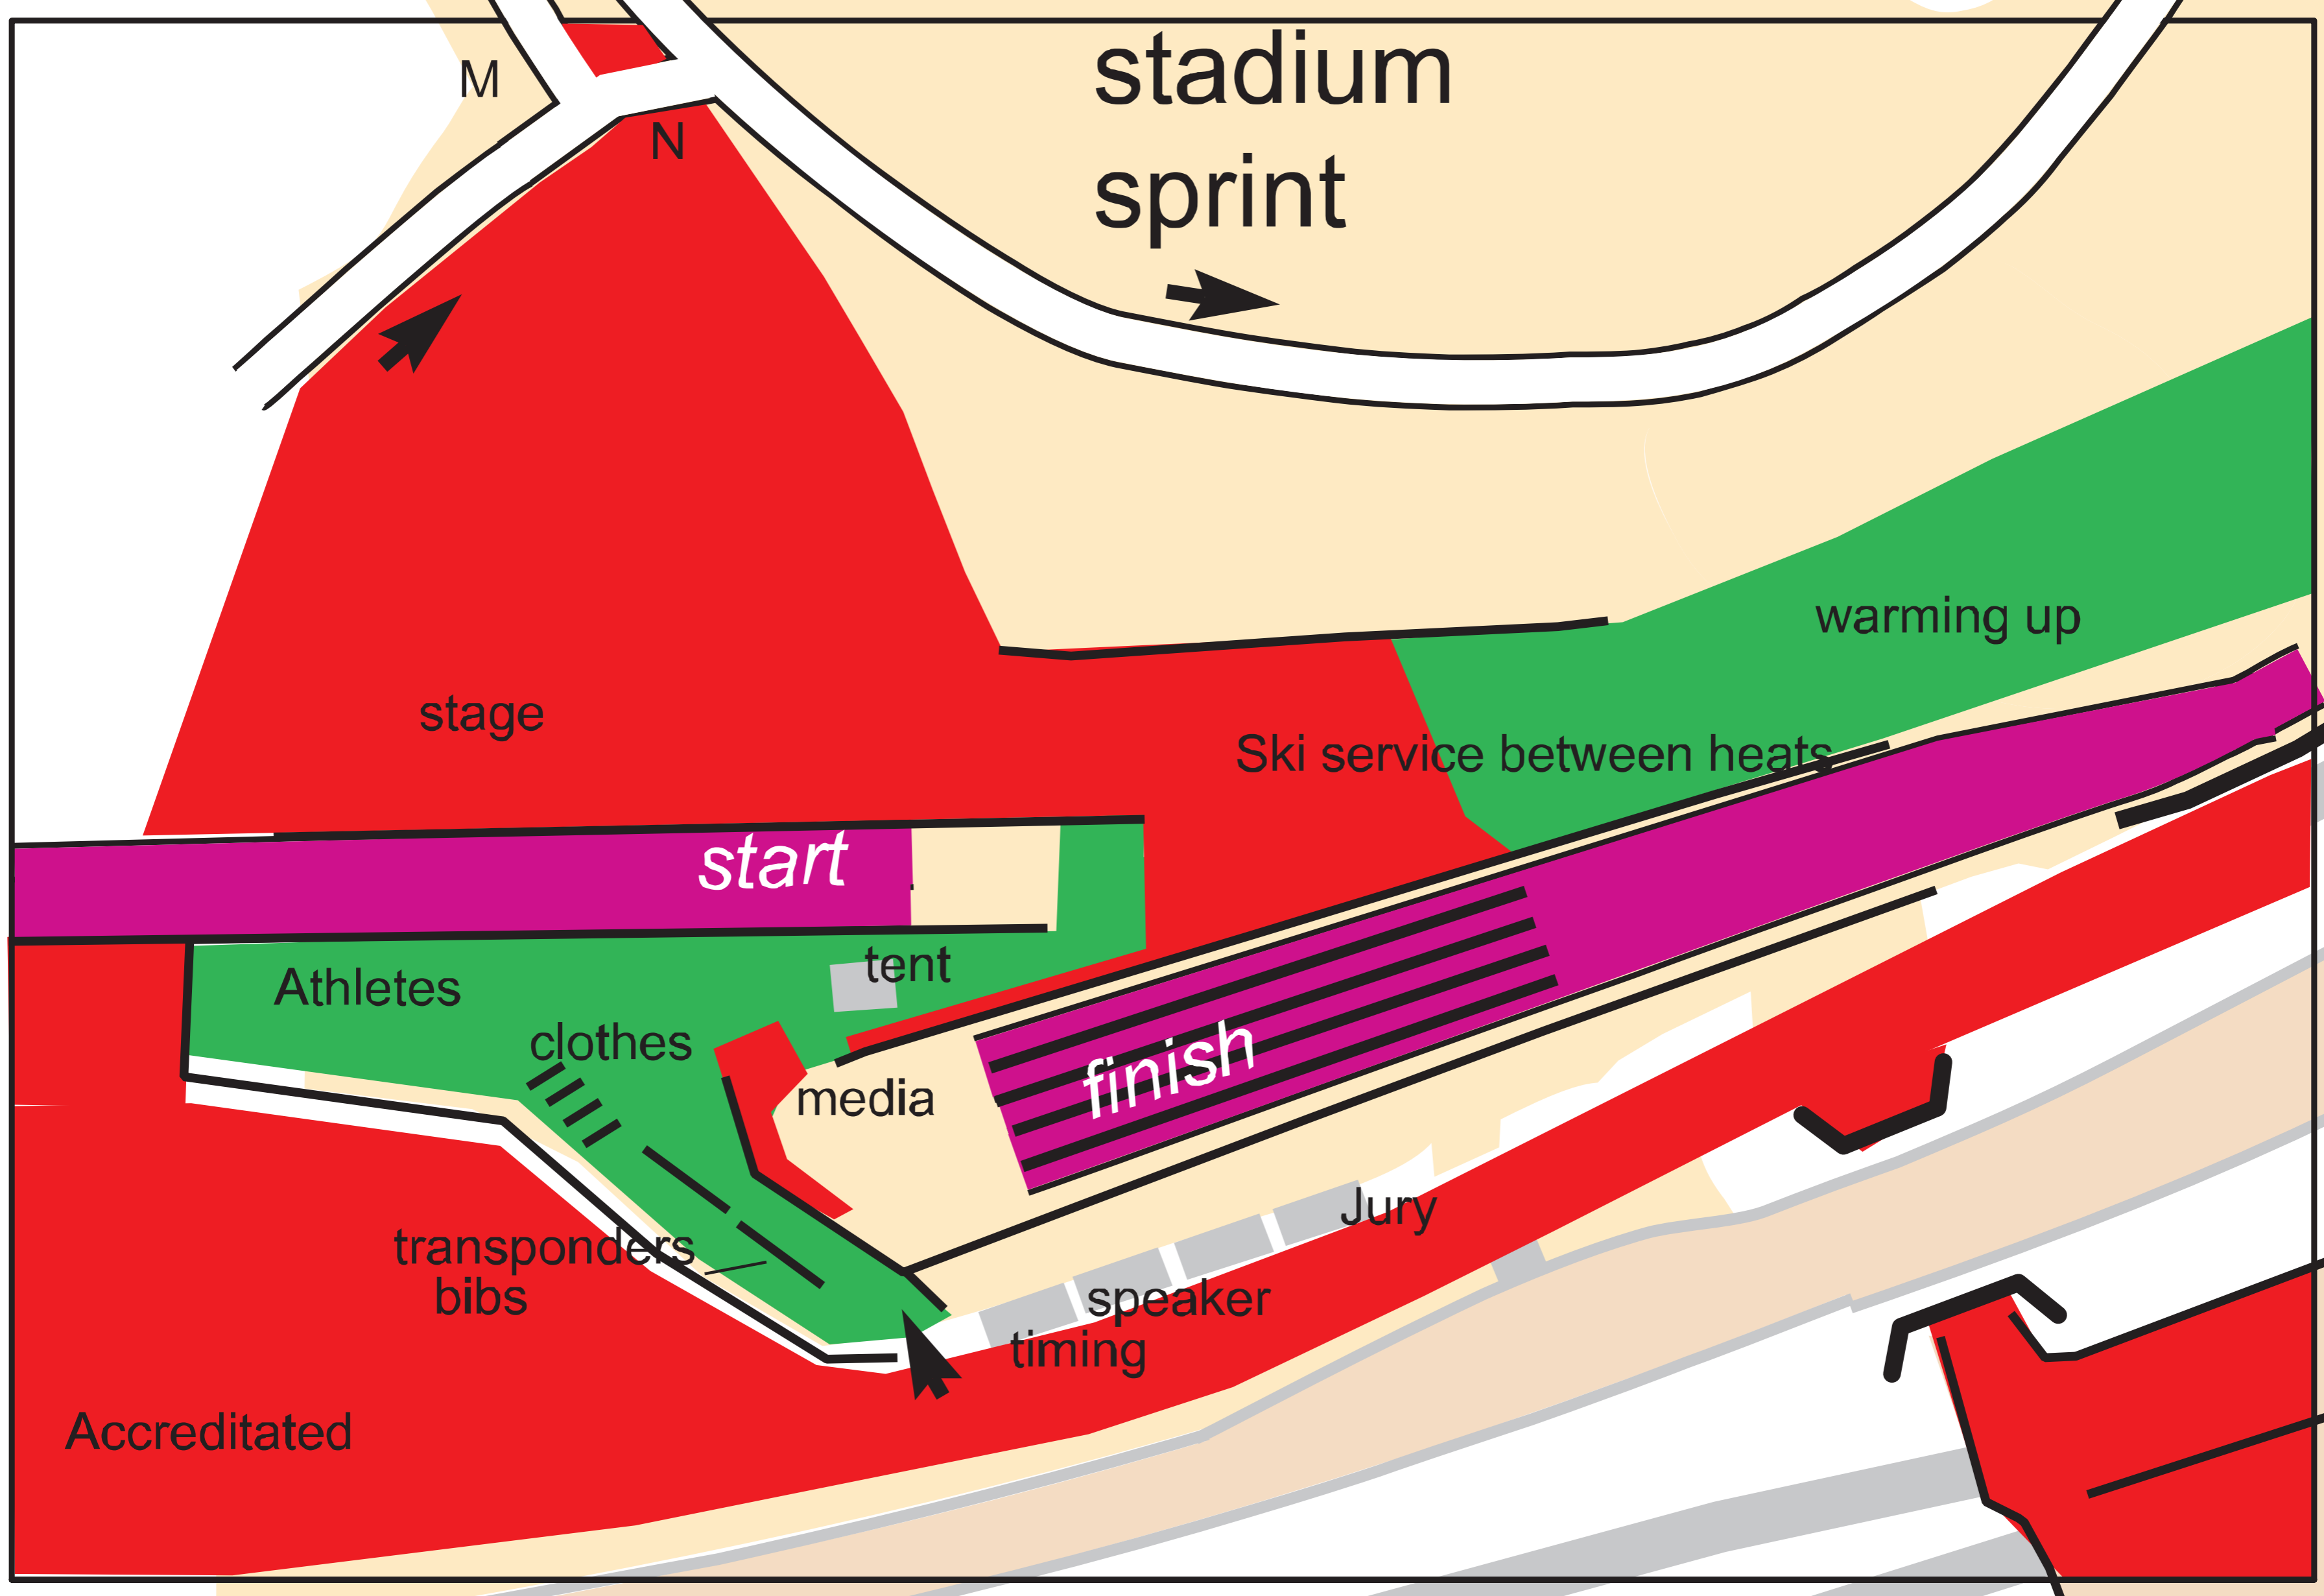 M
N
stadium
sprint
warming up
stage
Ski service between heats
start
tent
Athletes
clothes
finish
media
Jury
transponders
bibs
speaker
timing
Accreditated